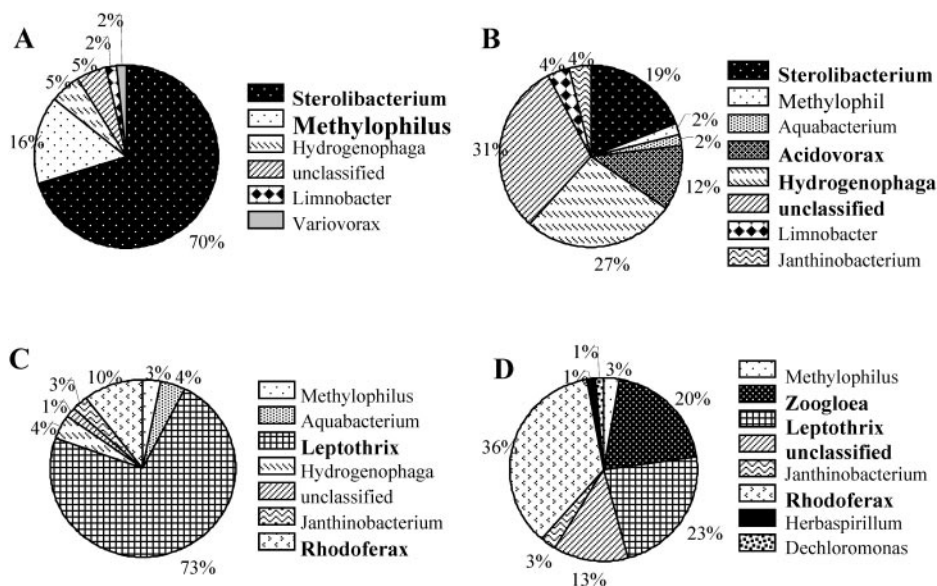 A
2%
2%
5%
5%
16%
70%
Sterolibacterium
Methylophilus
Hydrogenophaga
unclassified
Limnobacter
Variovorax
B
4%
4%
19%
2%
2%
12%
27%
31%
Sterolibacterium
Methylophil
Aquabacterium
Acidovorax
Hydrogenophaga
unclassified
Limnobacter
Janthinobacterium
C
3%
10%
3%
4%
1%
4%
73%
Methylophilus
Aquabacterium
Leptothrix
Hydrogenophaga
unclassified
Janthinobacterium
Rhodoferax
D
1%
1%
3%
20%
36%
23%
3%
13%
Methylophilus
Zoogloea
Leptothrix
unclassified
Janthinobacterium
Rhodoferax
Herbaspirillum
Dechloromonas